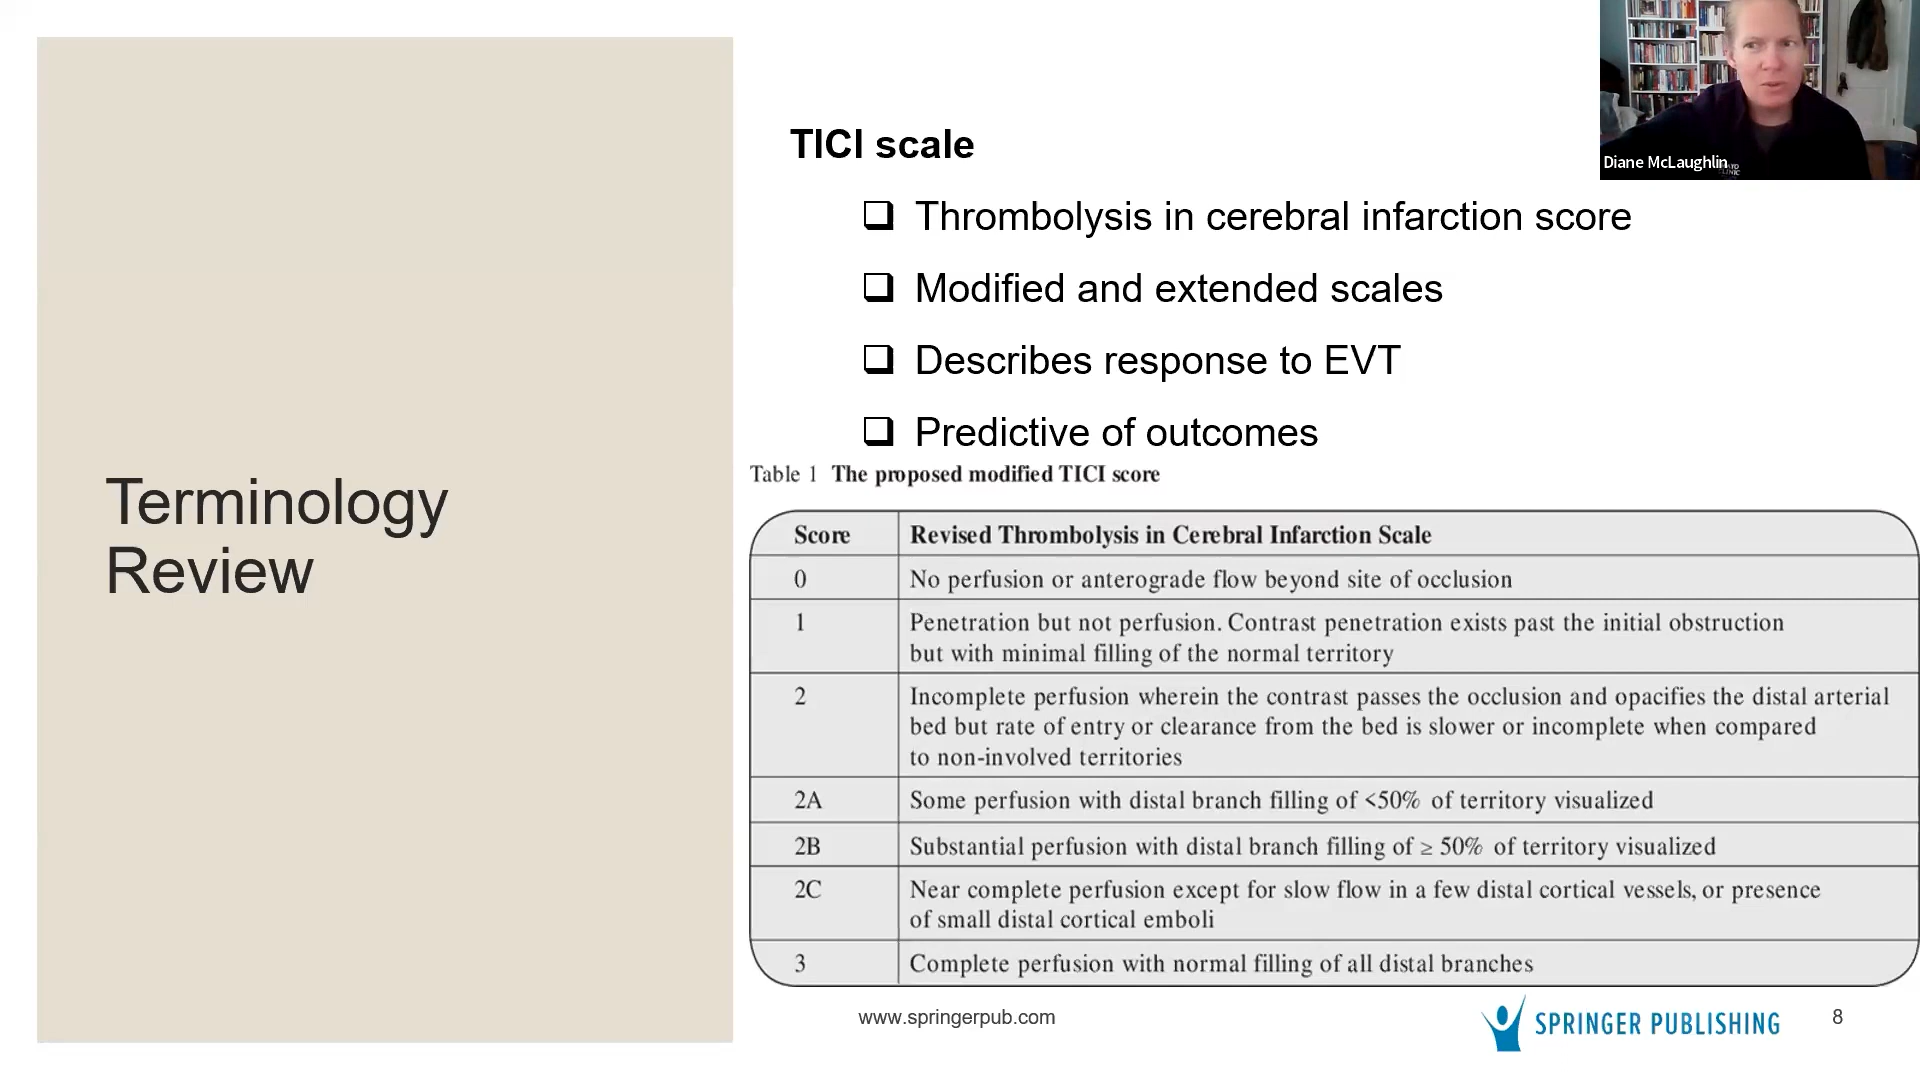 Diane McLaughlin
TICI scale
Thrombolysis in cerebral infarction score
Modified and extended scales
Describes response to EVT
Predictive of outcomes
Terminology
Review
Table 1 The proposed modified TICI score
Score Revised Thrombolysis in Cerebral Infarction Scale
0 No perfusion or anterograde flow beyond site of occlusion
1 Penetration but not perfusion. Contrast penetration exists past the initial obstruction
but with minimal filling of the normal territory
2 Incomplete perfusion wherein the contrast passes the occlusion and opacifies the distal arterial
bed but rate of entry or clearance from the bed is slower or incomplete when compared
to non-involved territories
2A Some perfusion with distal branch filling of <50% of territory visualized
2B Substantial perfusion with distal branch filling of ≥ 50% of territory visualized
2C Near complete perfusion except for slow flow in a few distal cortical vessels, or presence
of small distal cortical emboli
3 Complete perfusion with normal filling of all distal branches
www.springerpub.com
SPRINGER PUBLISHING
8